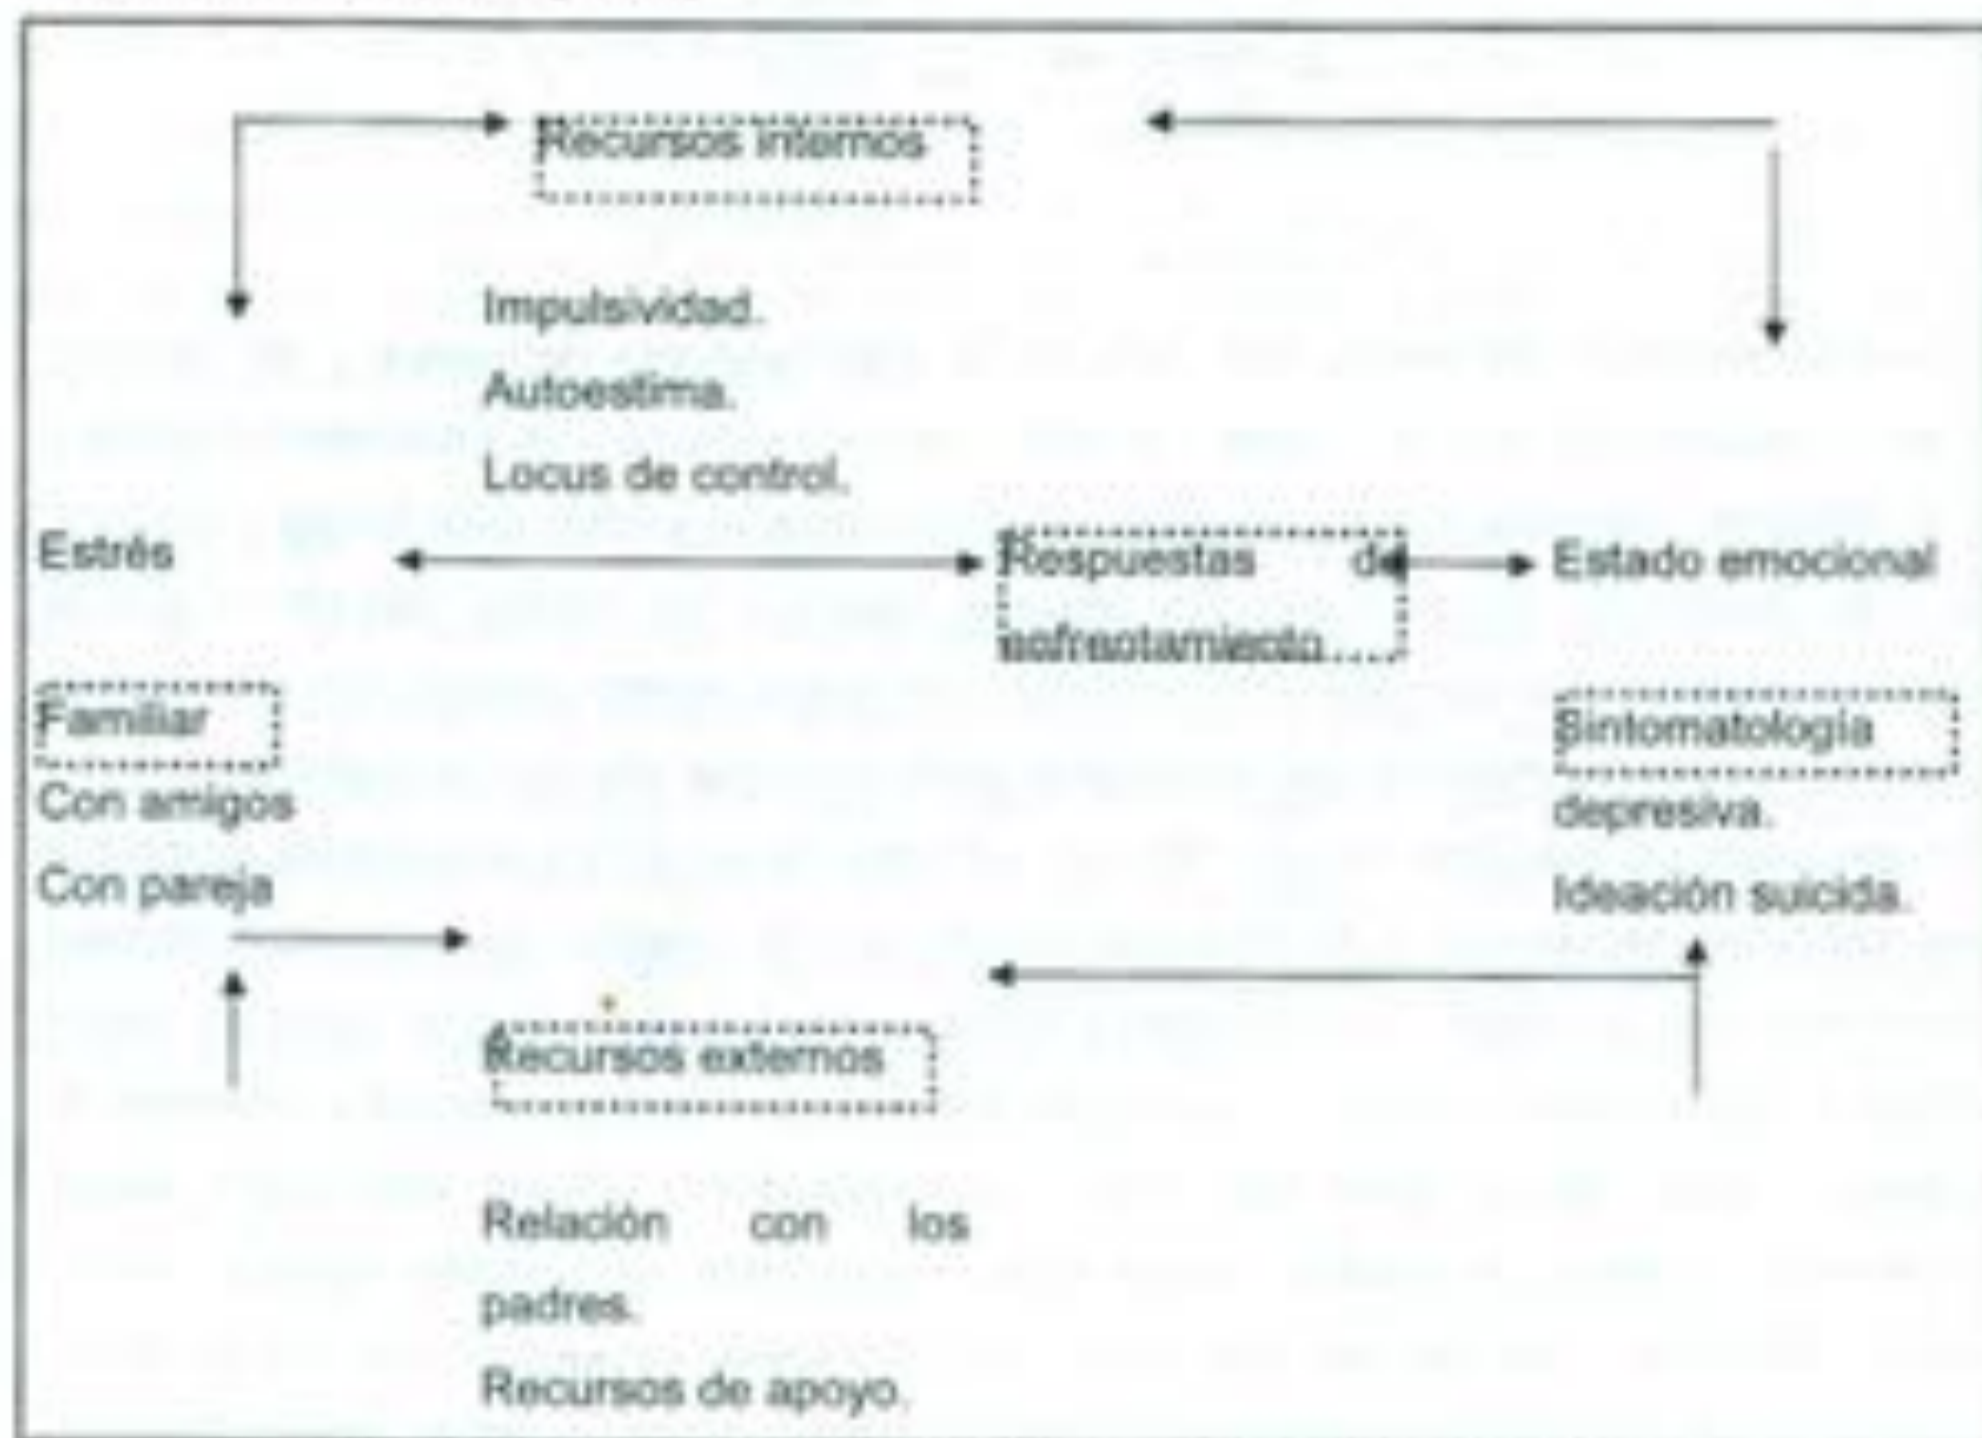 Recursos internos
Impulsividad.
Autoestima.
Locus de control.
Estrés
Respuestas de
enfrentamiento
Estado emocional
Familiar
Con amigos
Con pareja
Sintomatología
depresiva.
Ideación suicida.
Recursos externos
Relación con los
padres.
Recursos de apoyo.